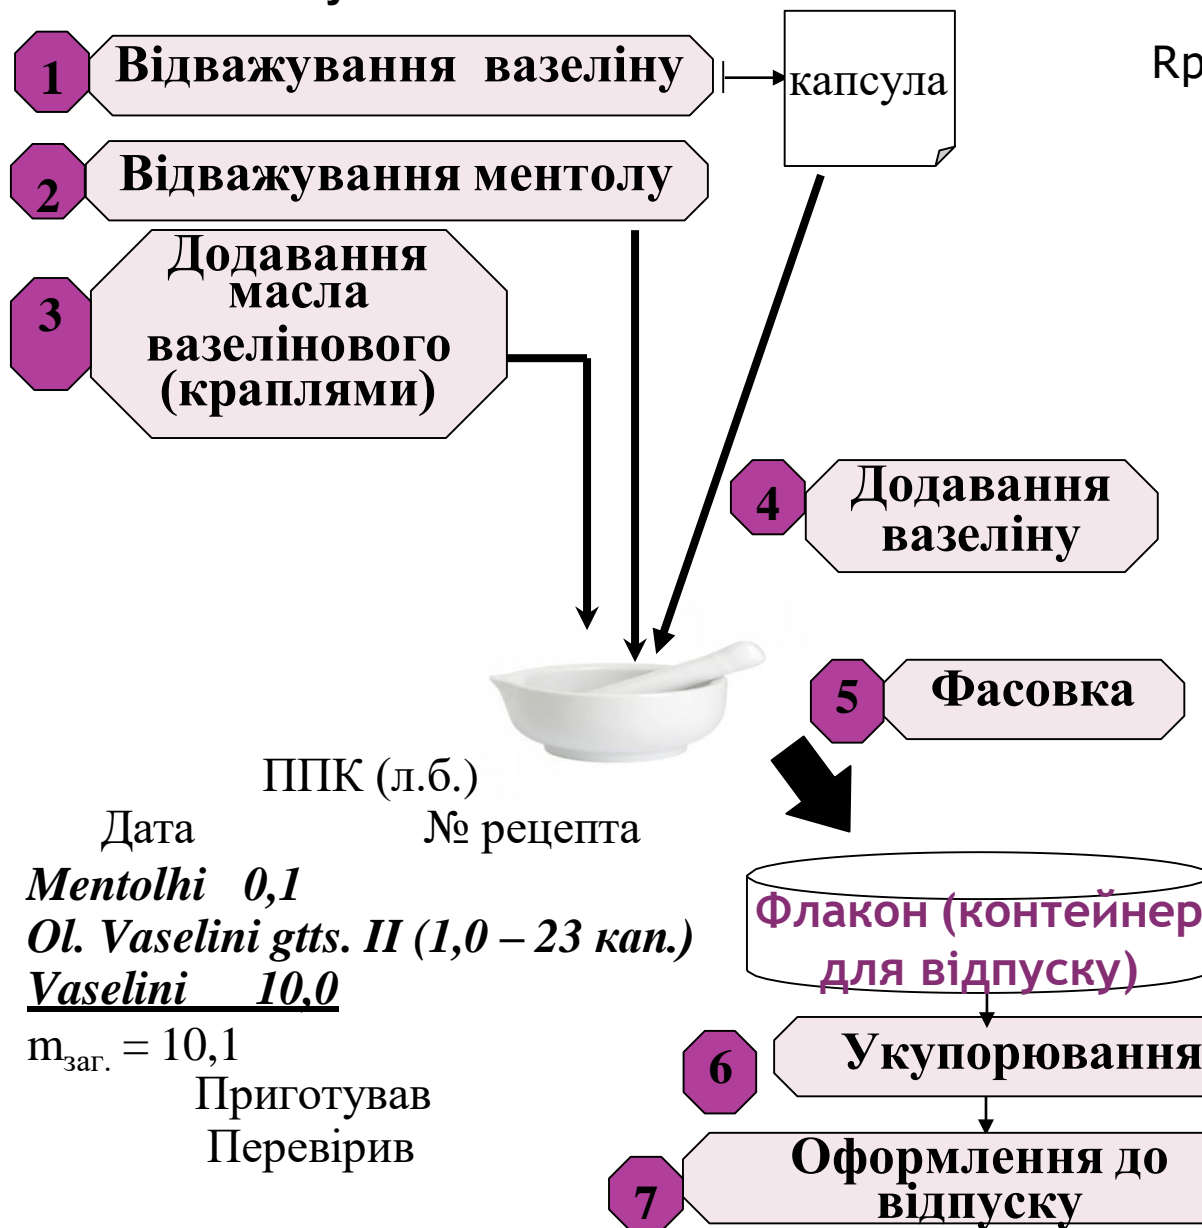 1
Відважування вазеліну
капсула
Rp
2
Відважування ментолу
3
Додавання
масла
вазелінового
(краплями)
4
Додавання
вазеліну
5
Фасовка
ППК (л.б.)
Дата № рецепта
Mentolhi 0,1
Ol. Vaselini gtts. II (1,0 – 23 кап.)
Vaselini 10,0
mзаг. = 10,1
Приготував
Перевірив
Флакон (контейнер
для відпуску)
6
Укупорювання
7
Оформлення до
відпуску